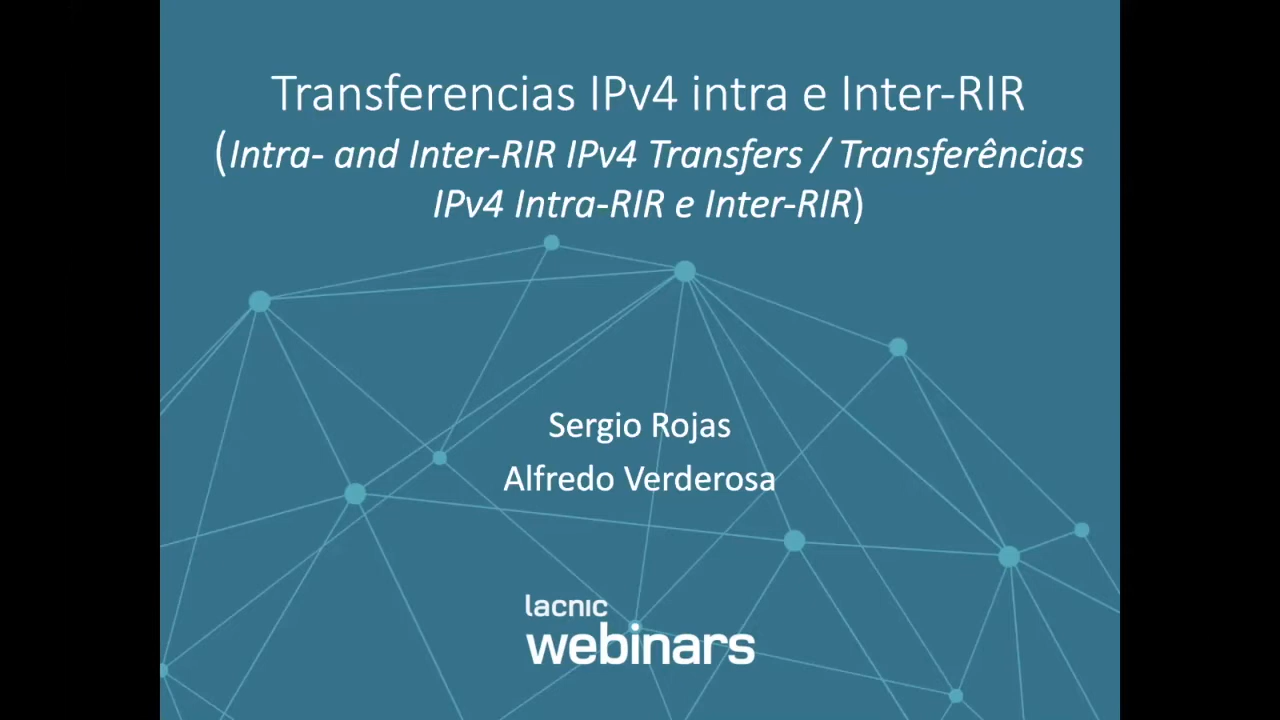 Transferencias IPv4 intra e Inter-RIR
(Intra- and Inter-RIR IPv4 Transfers / Transferências
IPv4 Intra-RIR e Inter-RIR)
Sergio Rojas
Alfredo Verderosa
lacnic
webinars